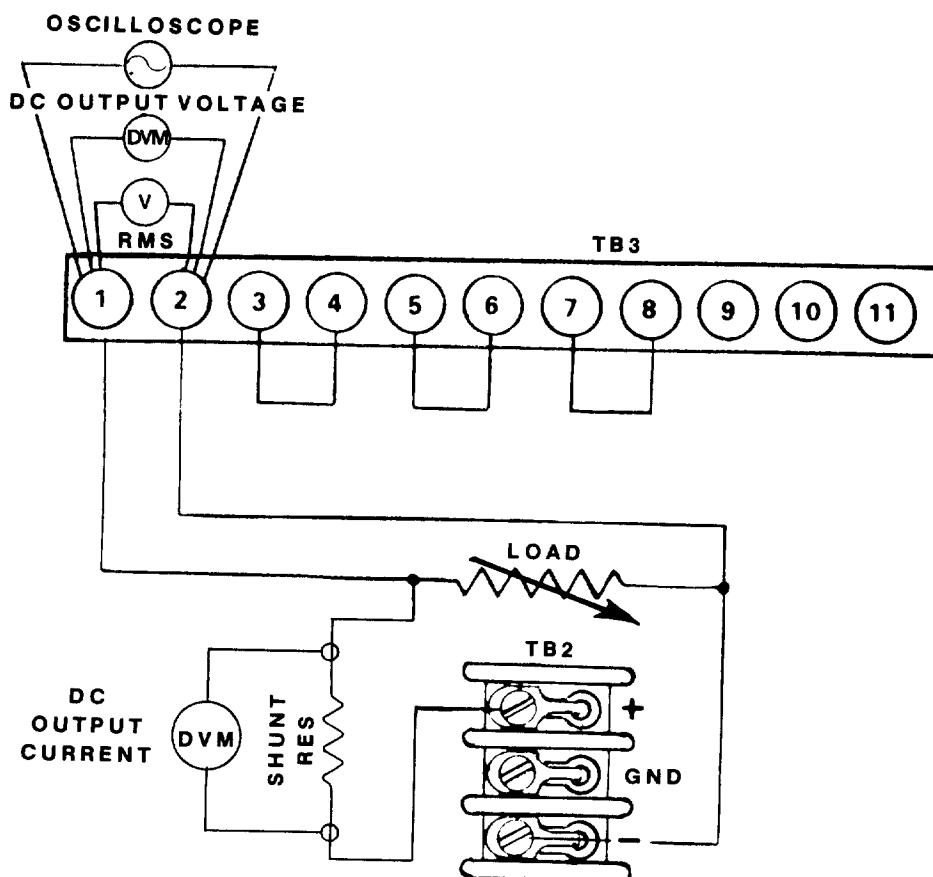 OSCILLOSCOPE
DC OUTPUT VOLTAGE
DVM
V
RMS
TB3
1 2 3 4 5 6 7 8 9 10 11
LOAD
TB2
+
GND
-
DC
OUTPUT
CURRENT
DVM
SHUNT
RES